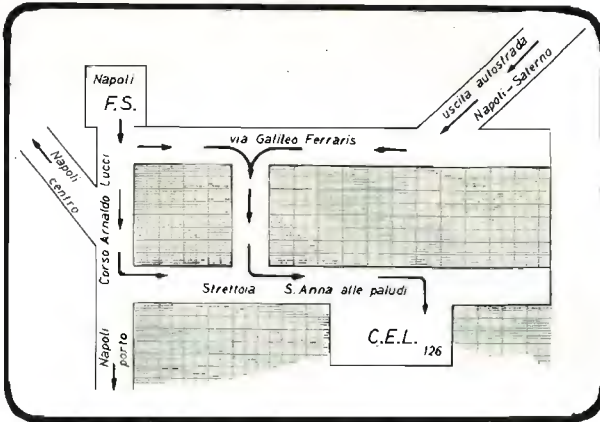 Napoli
F.S.
uscita autostrada
Napoli-Salerno
via Galileo Ferraris
Napoli
centro
Corso Arnaldo Lucci
Strettoia S. Anna alle paludi
C.E.L.
126
Napoli
porto